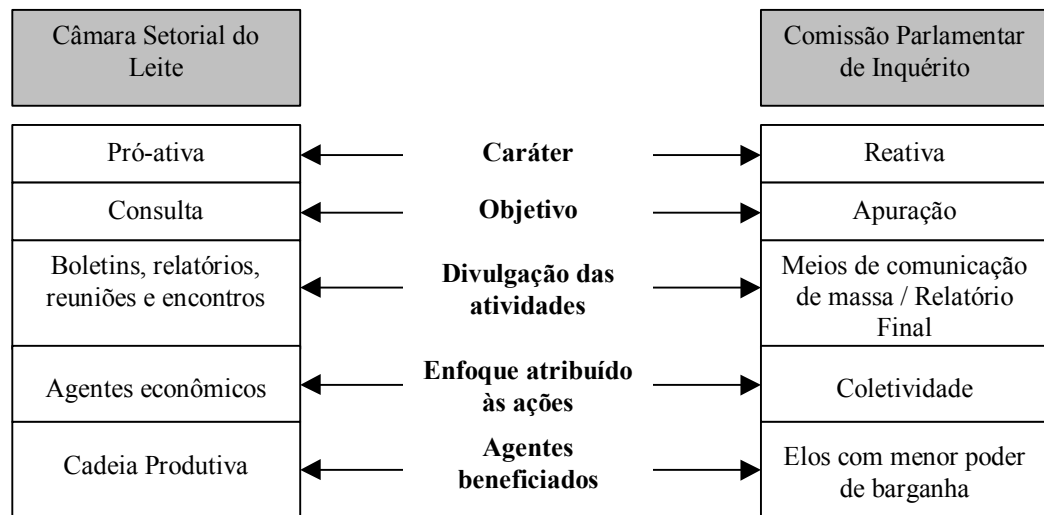 Câmara Setorial do
Leite
Comissão Parlamentar
de Inquérito
Pró-ativa
Caráter
Reativa
Consulta
Objetivo
Apuração
Boletins, relatórios,
reuniões e encontros
Divulgação das
atividades
Meios de comunicação
de massa / Relatório
Final
Agentes econômicos
Enfoque atribuído
às ações
Coletividade
Cadeia Produtiva
Agentes
beneficiados
Elos com menor poder
de barganha